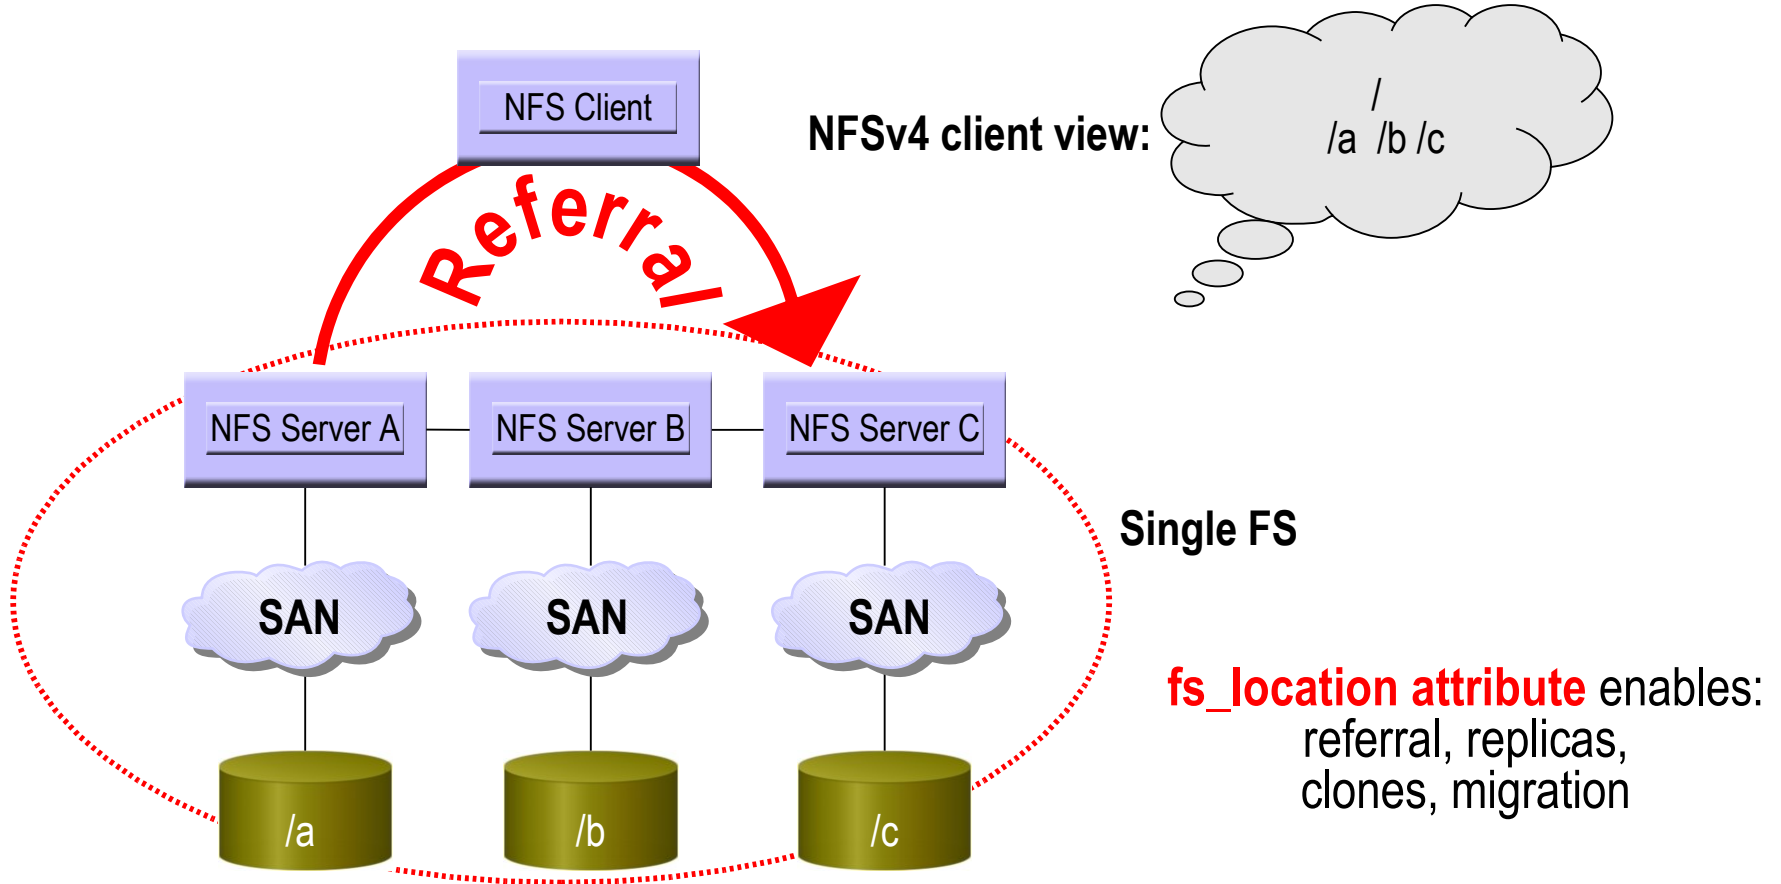 NFS Client
NFSv4 client view:
/
/a /b /c
Referral
NFS Server A
NFS Server B
NFS Server C
Single FS
SAN
SAN
SAN
fs_location attribute enables:
referral, replicas,
clones, migration
/a
/b
/c